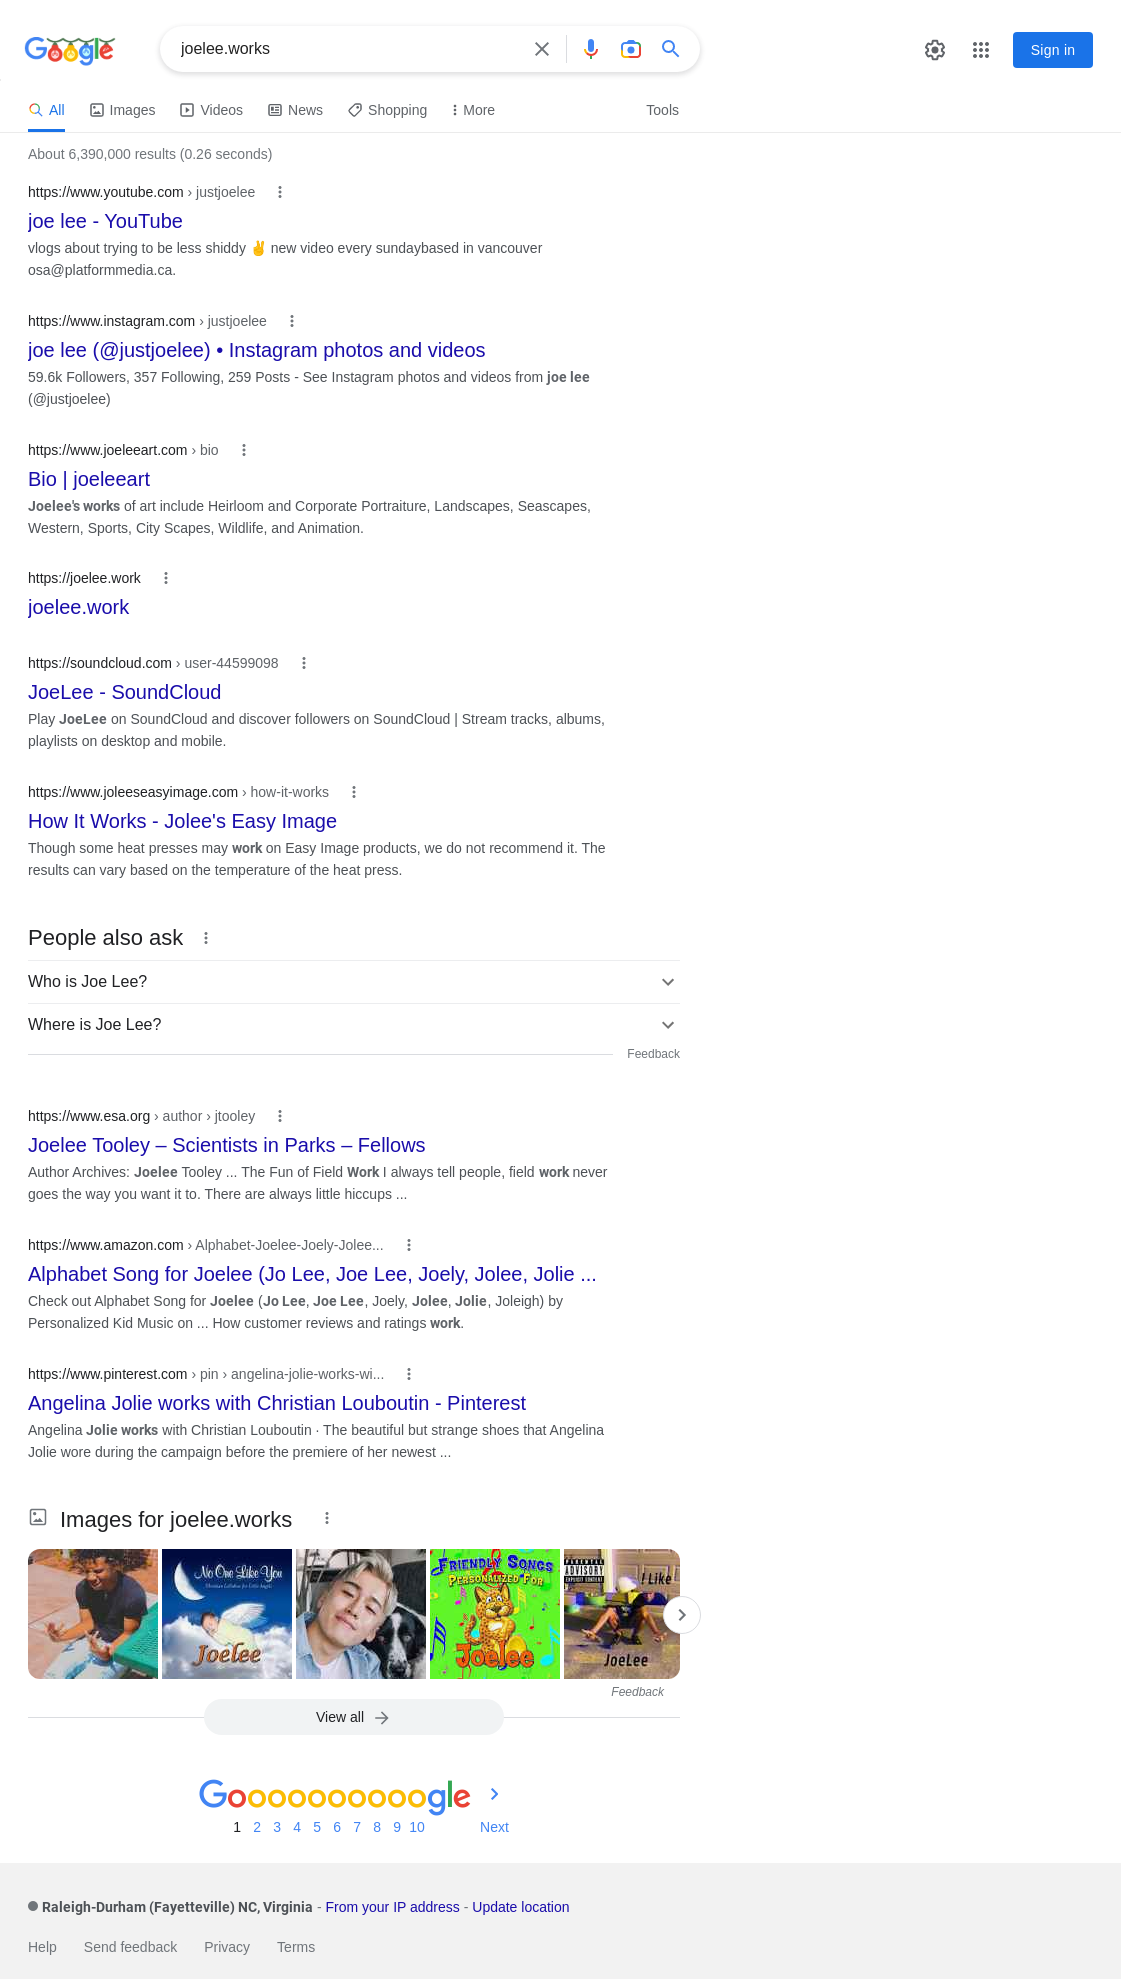 Google
joelee.works
Sign in
All
Images
Videos
News
Shopping
More
Tools
About 6,390,000 results (0.26 seconds)
https://www.youtube.com › justjoelee
joe lee - YouTube
vlogs about trying to be less shiddy ✌ new video every sundaybased in vancouver
osa@platformmedia.ca.
https://www.instagram.com › justjoelee
joe lee (@justjoelee) • Instagram photos and videos
59.6k Followers, 357 Following, 259 Posts - See Instagram photos and videos from joe lee
(@justjoelee)
https://www.joeleeart.com › bio
Bio | joeleeart
Joelee's works of art include Heirloom and Corporate Portraiture, Landscapes, Seascapes,
Western, Sports, City Scapes, Wildlife, and Animation.
https://joelee.work
joelee.work
https://soundcloud.com › user-44599098
JoeLee - SoundCloud
Play JoeLee on SoundCloud and discover followers on SoundCloud | Stream tracks, albums,
playlists on desktop and mobile.
https://www.joleeseasyimage.com › how-it-works
How It Works - Jolee's Easy Image
Though some heat presses may work on Easy Image products, we do not recommend it. The
results can vary based on the temperature of the heat press.
People also ask
Who is Joe Lee?
Where is Joe Lee?
Feedback
https://www.esa.org › author › jtooley
Joelee Tooley – Scientists in Parks – Fellows
Author Archives: Joelee Tooley ... The Fun of Field Work I always tell people, field work never
goes the way you want it to. There are always little hiccups ...
https://www.amazon.com › Alphabet-Joelee-Joely-Jolee...
Alphabet Song for Joelee (Jo Lee, Joe Lee, Joely, Jolee, Jolie ...
Check out Alphabet Song for Joelee (Jo Lee, Joe Lee, Joely, Jolee, Jolie, Joleigh) by
Personalized Kid Music on ... How customer reviews and ratings work.
https://www.pinterest.com › pin › angelina-jolie-works-wi...
Angelina Jolie works with Christian Louboutin - Pinterest
Angelina Jolie works with Christian Louboutin · The beautiful but strange shoes that Angelina
Jolie wore during the campaign before the premiere of her newest ...
Images for joelee.works
No One Like You
Christian Lullabies for Little Angels
Joelee
FRIENDLY SONGS
PERSONALIZED FOR
Joelee
PARENTAL
ADVISORY
EXPLICIT CONTENT
I Like
JoeLee
Feedback
View all
Goooooooooogle
1 2 3 4 5 6 7 8 9 10 Next
Raleigh-Durham (Fayetteville) NC, Virginia - From your IP address - Update location
Help
Send feedback
Privacy
Terms